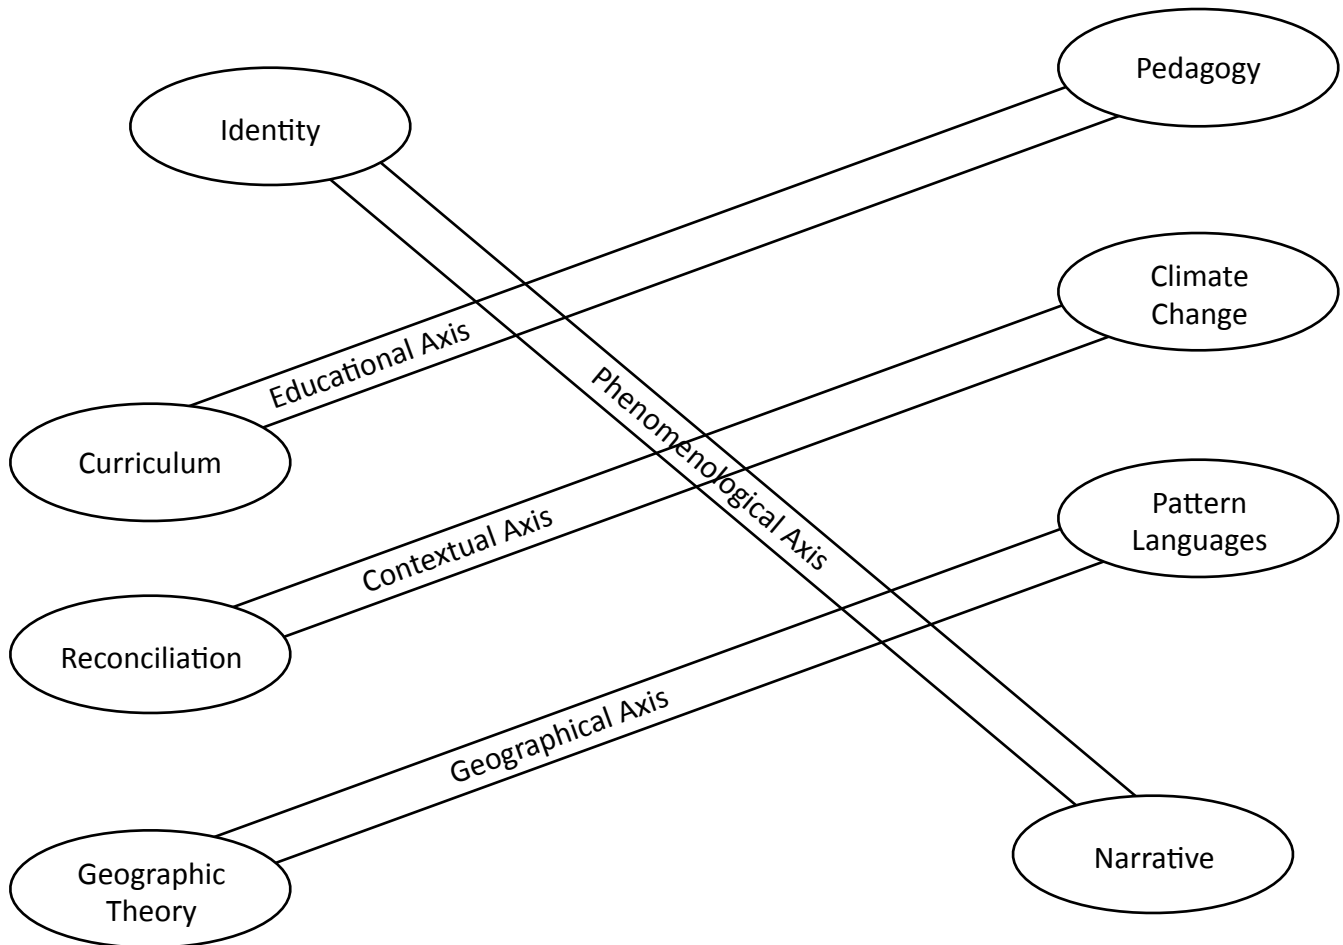 Pedagogy
Identity
Climate
Change
Educational Axis
Phenomenological Axis
Curriculum
Pattern
Languages
Contextual Axis
Reconciliation
Geographical Axis
Narrative
Geographic
Theory